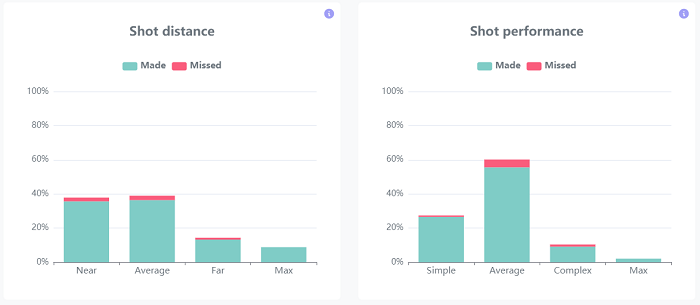 Shot distance
Made Missed
100%
80%
60%
40%
20%
0%
Near Average Far Max
Shot performance
Made Missed
100%
80%
60%
40%
20%
0%
Simple Average Complex Max